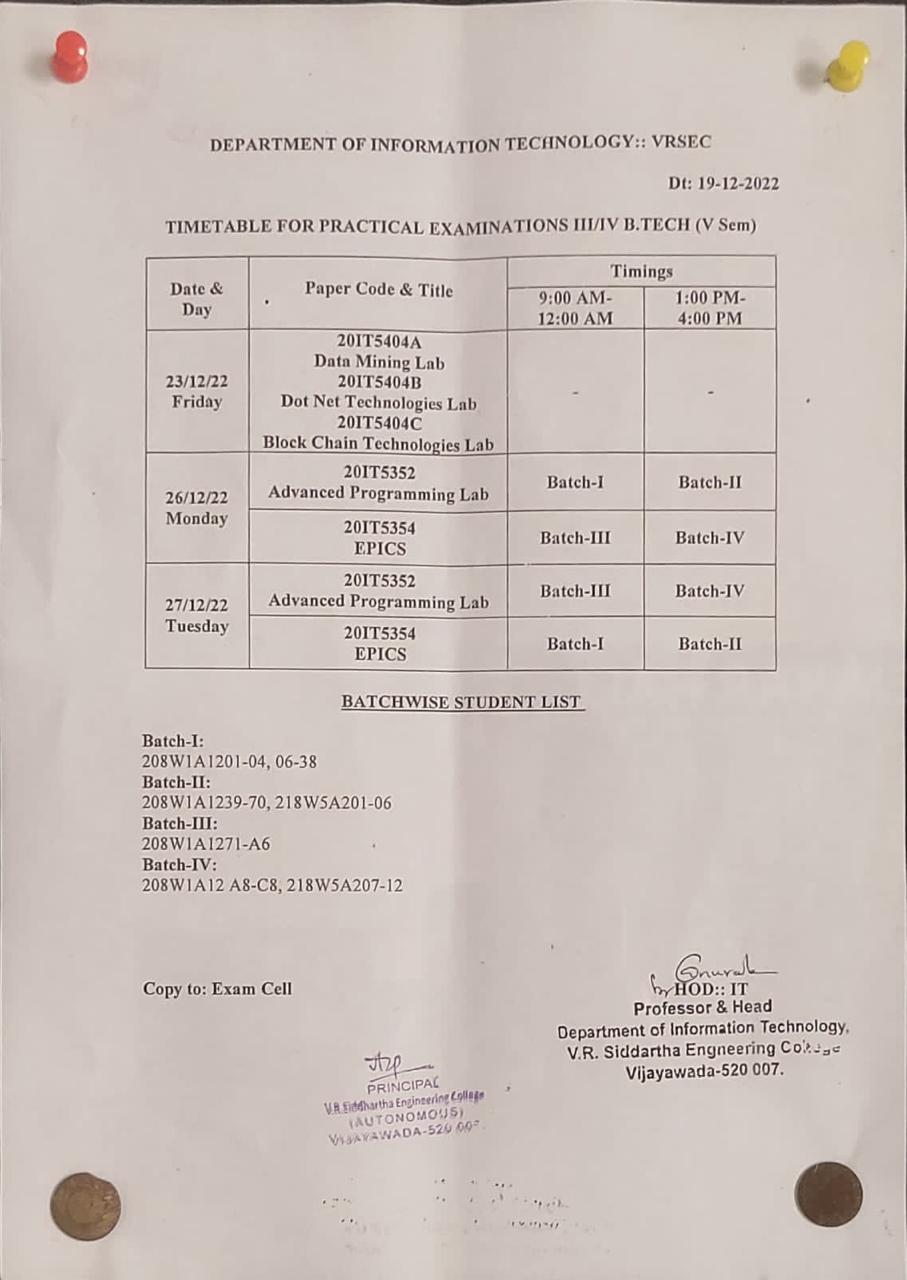 DEPARTMENT OF INFORMATION TECHNOLOGY:: VRSEC
Dt: 19-12-2022
TIMETABLE FOR PRACTICAL EXAMINATIONS III/IV B.TECH (V Sem)
Date & Day
Paper Code & Title
Timings
9:00 AM-
12:00 AM
1:00 PM-
4:00 PM
23/12/22
Friday
20IT5404A
Data Mining Lab
20IT5404B
Dot Net Technologies Lab
20IT5404C
Block Chain Technologies Lab
-
-
26/12/22
Monday
20IT5352
Advanced Programming Lab
Batch-I
Batch-II
20IT5354
EPICS
Batch-III
Batch-IV
27/12/22
Tuesday
20IT5352
Advanced Programming Lab
Batch-III
Batch-IV
20IT5354
EPICS
Batch-I
Batch-II
BATCHWISE STUDENT LIST
Batch-I:
208W1A1201-04, 06-38
Batch-II:
208W1A1239-70, 218W5A201-06
Batch-III:
208W1A1271-A6
Batch-IV:
208W1A12 A8-C8, 218W5A207-12
Copy to: Exam Cell
HOD:: IT
Professor & Head
Department of Information Technology,
V.R. Siddartha Engneering College
Vijayawada-520 007.
PRINCIPAL
V.R.Siddhartha Engineering College
(AUTONOMOUS)
VIJAYAWADA-520 007